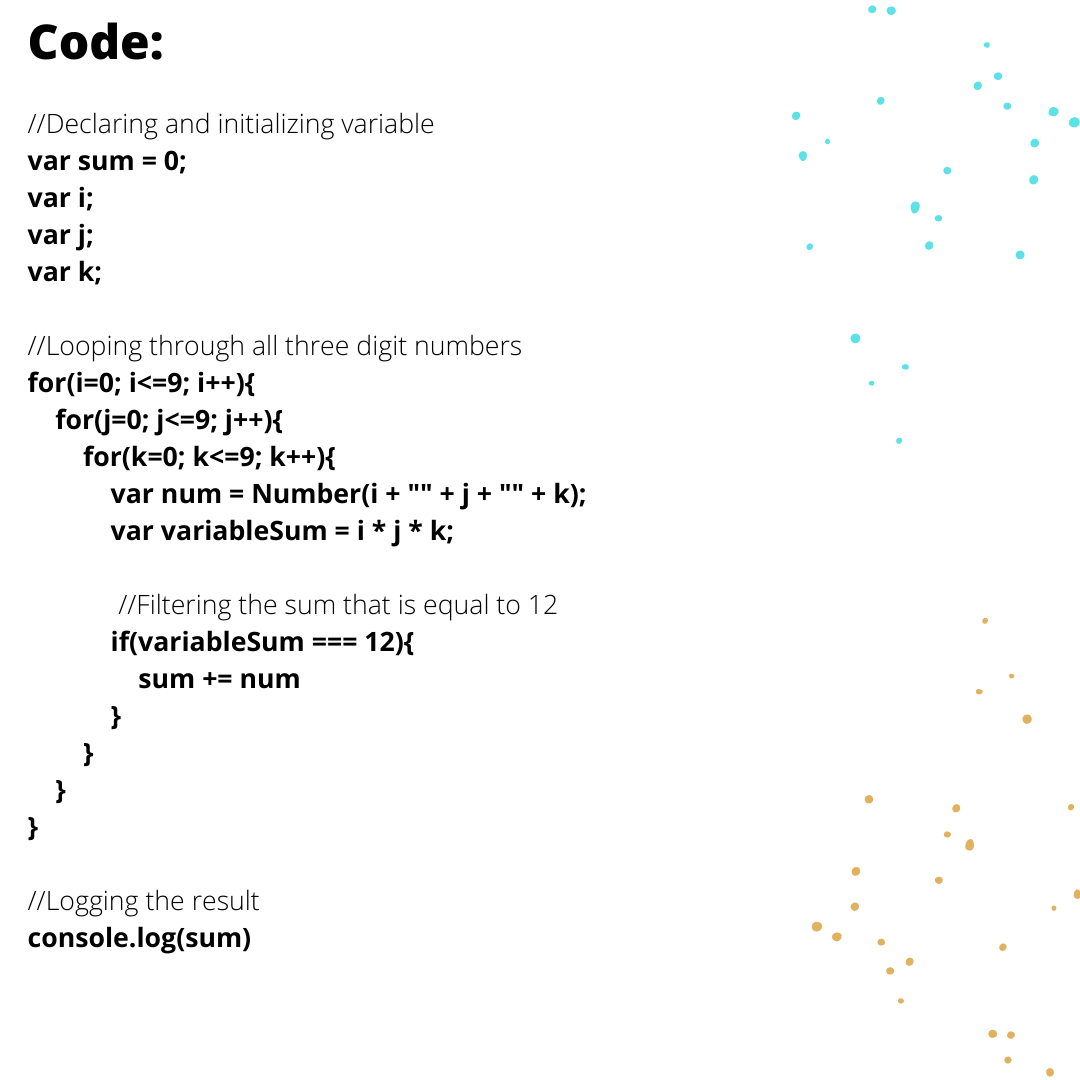 Code:
//Declaring and initializing variable
var sum = 0;
var i;
var j;
var k;
//Looping through all three digit numbers
for(i=0; i<=9; i++){
for(j=0; j<=9; j++){
for(k=0; k<=9; k++){
var num = Number(i + "" + j + "" + k);
var variableSum = i * j * k;
//Filtering the sum that is equal to 12
if(variableSum === 12){
sum += num
}
}
}
}
//Logging the result
console.log(sum)